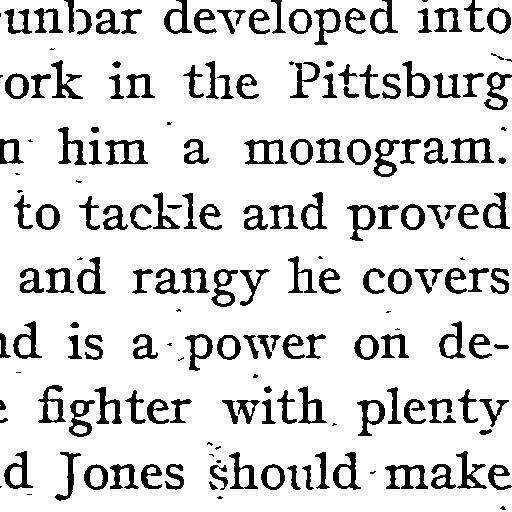 unbar developed into
ork in the Pittsburg
n him a monogram.
to tackle and proved
and rangy he covers
nd is a power on de-
e fighter with plenty
d Jones should make